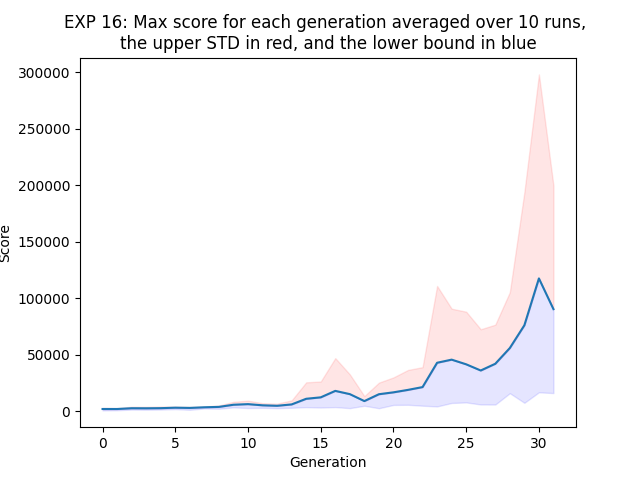 EXP 16: Max score for each generation averaged over 10 runs,
the upper STD in red, and the lower bound in blue
300000
250000
200000
150000
100000
50000
0
Score
0 5 10 15 20 25 30
Generation